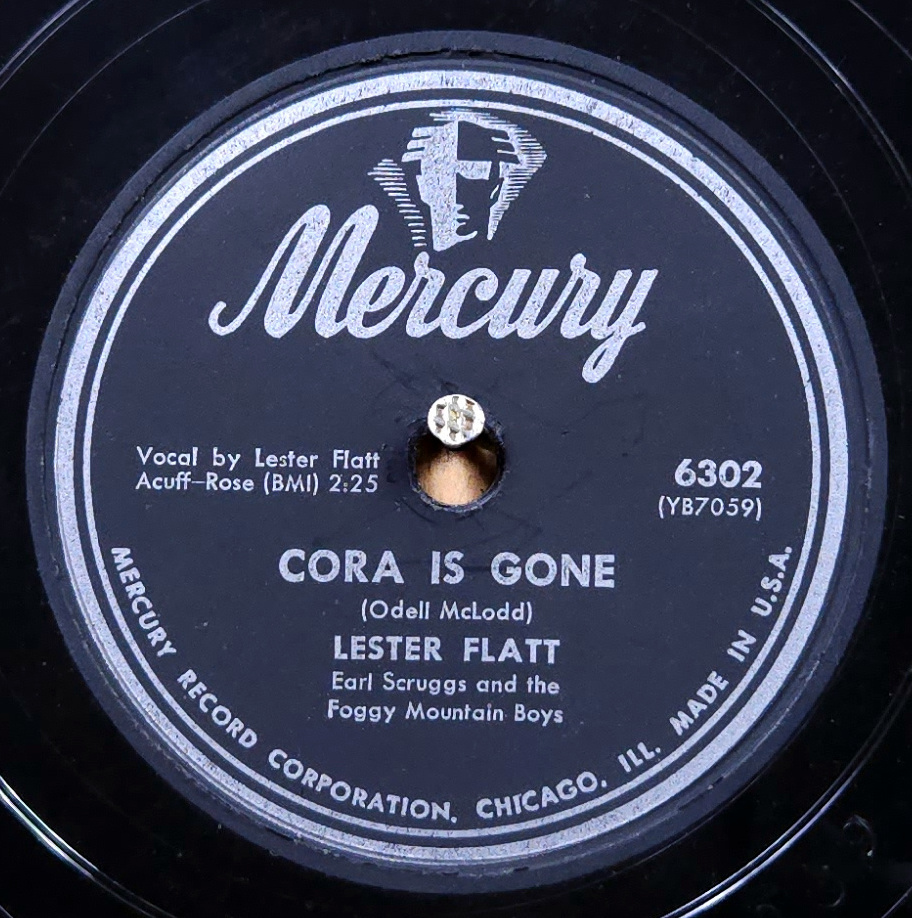 Mercury
Vocal by Lester Flatt
Acuff-Rose (BMI) 2:25
6302
(YB7059)
CORA IS GONE
(Odell McLodd)
LESTER FLATT
Earl Scruggs and the
Foggy Mountain Boys
MERCURY RECORD CORPORATION. CHICAGO. ILL. MADE IN U.S.A.